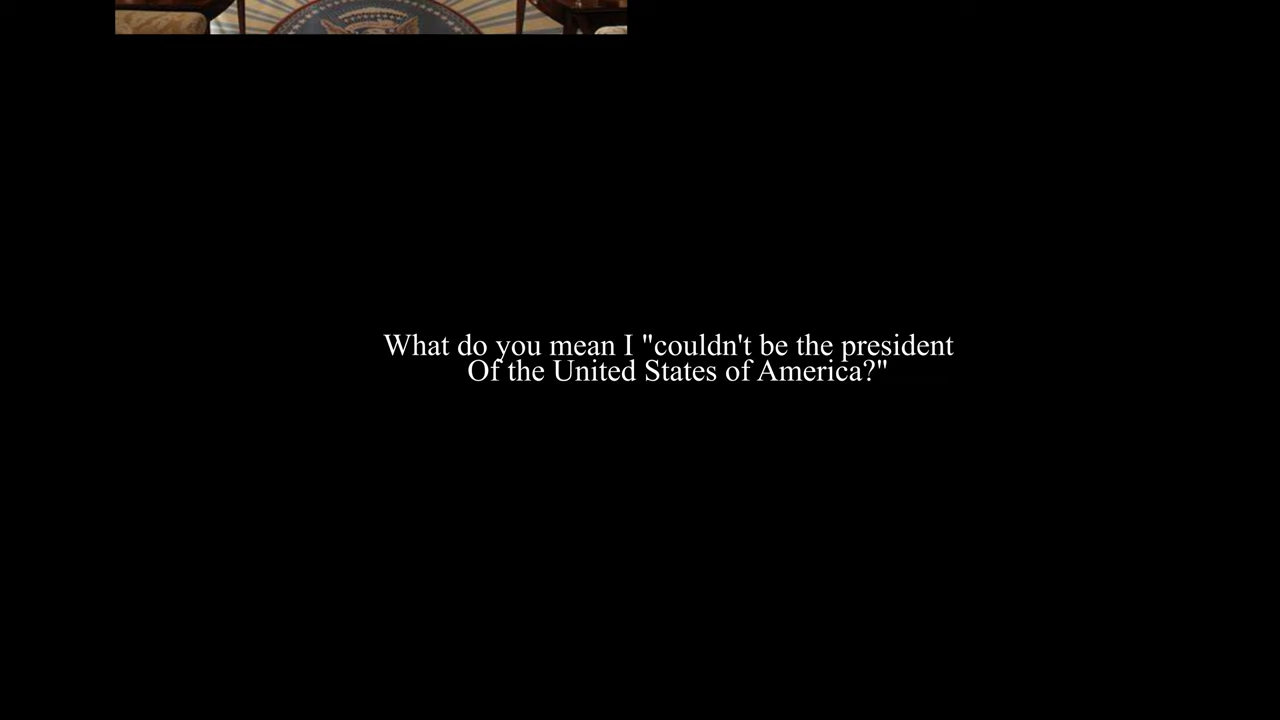 What do you mean I "couldn't be the president
Of the United States of America?"